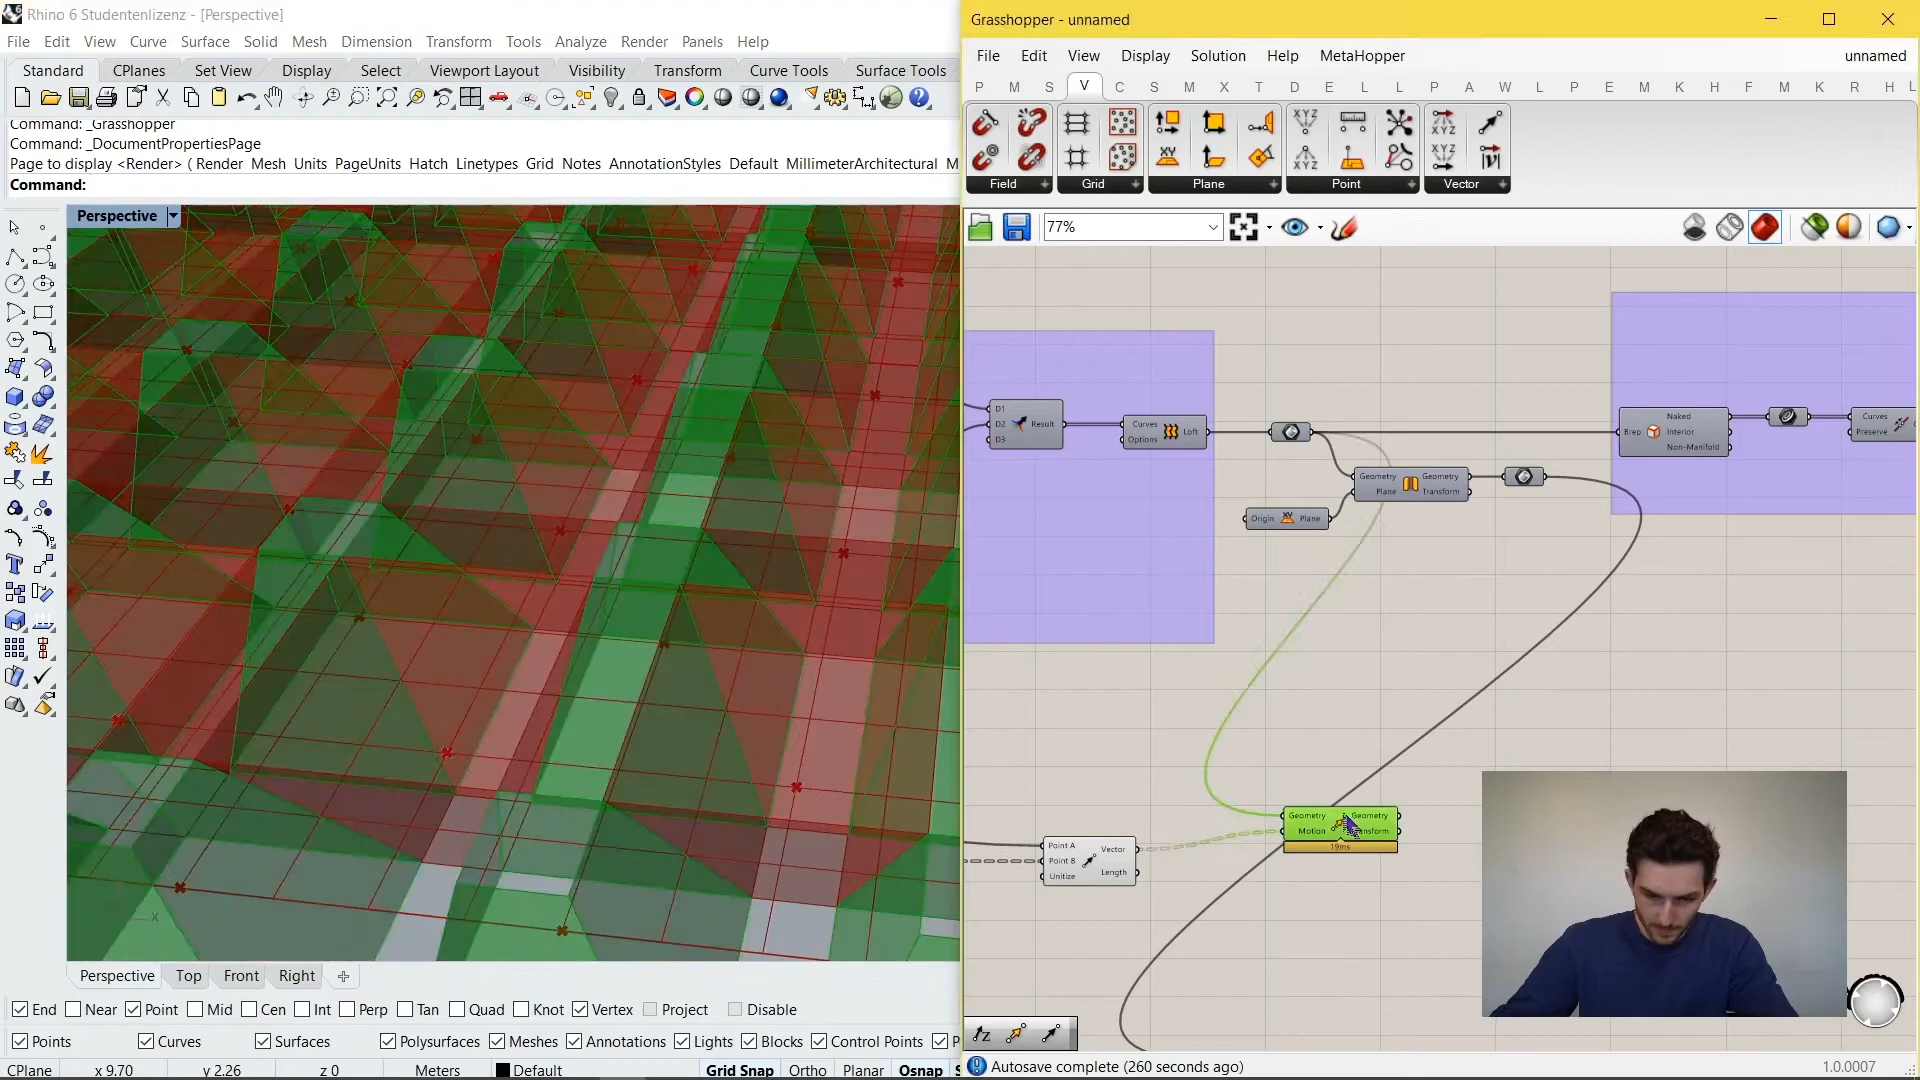 Rhino 6 Studentenlizenz - [Perspective]
File Edit View Curve Surface Solid Mesh Dimension Transform Tools Analyze Render Panels Help
Standard CPlanes Set View Display Select Viewport Layout Visibility Transform Curve Tools Surface Tools
Command: _Grasshopper
Command: _DocumentPropertiesPage
Page to display <Render> ( Render Mesh Units PageUnits Hatch Linetypes Grid Notes AnnotationStyles Default MillimeterArchitectural M
Command:
Perspective
X
Perspective Top Front Right
End Near Point Mid Cen Int Perp Tan Quad Knot Vertex Project Disable
Points Curves Surfaces Polysurfaces Meshes Annotations Lights Blocks Control Points P
CPlane x 9.70 y 2.26 z 0 Meters Default Grid Snap Ortho Planar Osnap S
Grasshopper - unnamed
File Edit View Display Solution Help MetaHopper unnamed
P M S V C S M X T D E L L P A W L P E M K H F M K R H L
Field Grid Plane Point Vector
77%
D1
D2
D3
Result
Curves
Options
Loft
Geometry
Plane
Geometry
Transform
Origin
Plane
Brep
Naked
Interior
Non-Manifold
Curves
Preserve
Geometry
Motion
Geometry
Transform
19ms
Point A
Point B
Unitize
Vector
Length
Autosave complete (260 seconds ago)
1.0.0007